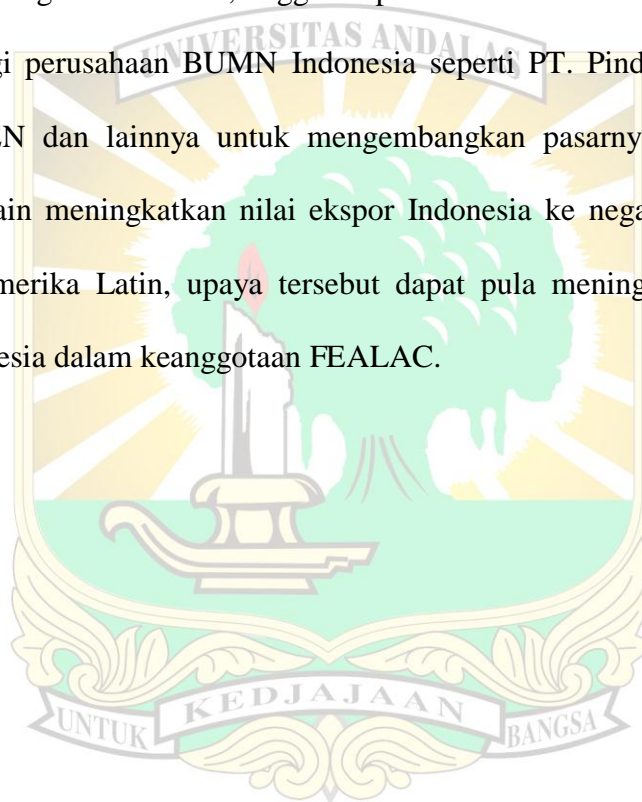 UNIVERSITAS ANDALAS
gi perusahaan BUMN Indonesia seperti PT. Pind
EN dan lainnya untuk mengembangkan pasarny
ain meningkatkan nilai ekspor Indonesia ke nega
merika Latin, upaya tersebut dapat pula mening
esia dalam keanggotaan FEALAC.
UNTUK KEDJAJAAN BANGSA